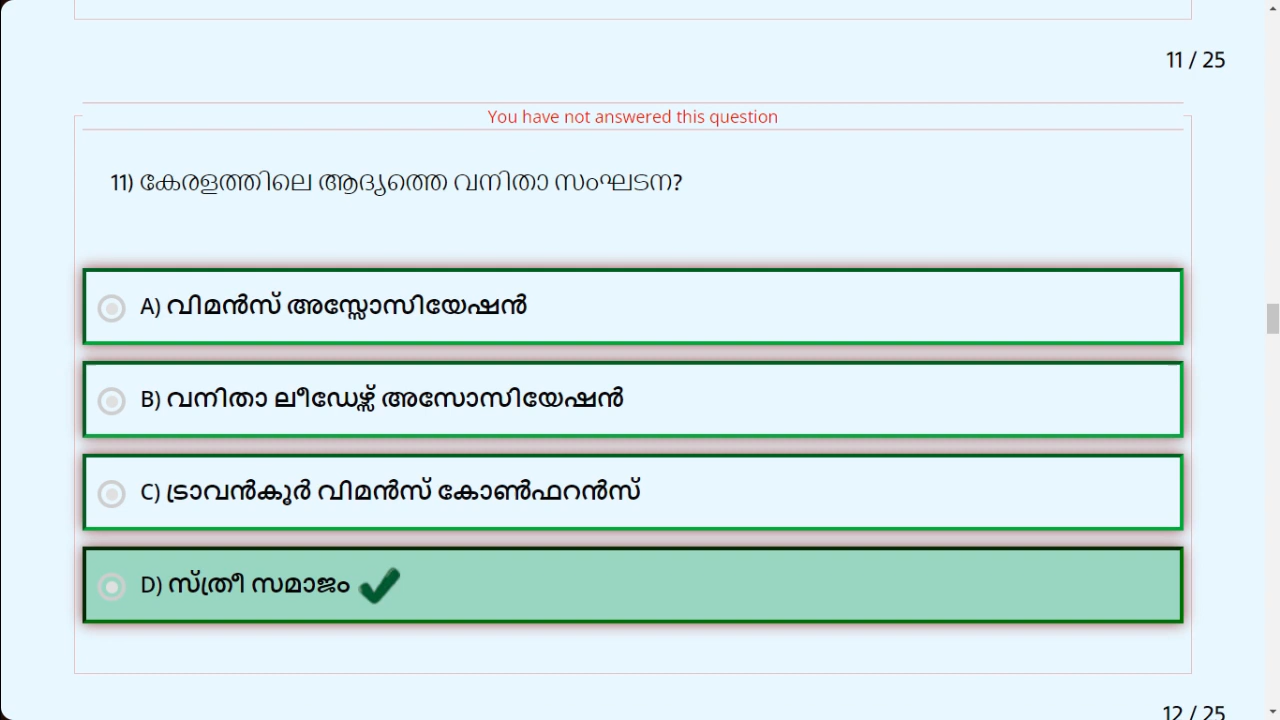 11 / 25
You have not answered this question
11) കേരളത്തിലെ ആദ്യത്തെ വനിതാ സംഘടന?
A) വിമൻസ് അസ്സോസിയേഷൻ
B) വനിതാ ലീഡേഴ്സ് അസോസിയേഷൻ
C) ട്രാവൻകൂർ വിമൻസ് കോൺഫറൻസ്
D) സ്ത്രീ സമാജം
12 / 25